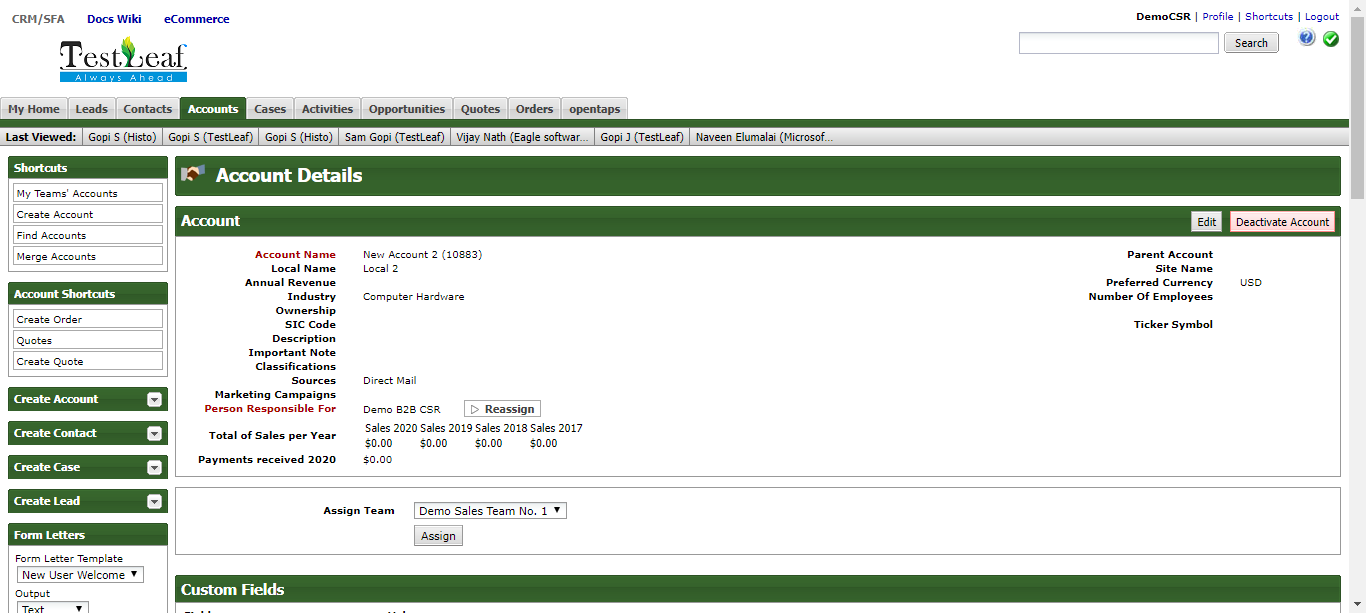 CRM/SFA Docs Wiki eCommerce
DemoCSR | Profile | Shortcuts | Logout
TestLeaf
Always Ahead
Search
My Home Leads Contacts Accounts Cases Activities Opportunities Quotes Orders opentaps
Last Viewed: Gopi S (Histo) Gopi S (TestLeaf) Gopi S (Histo) Sam Gopi (TestLeaf) Vijay Nath (Eagle softwar... Gopi J (TestLeaf) Naveen Elumalai (Microsof...
Shortcuts
My Teams' Accounts
Create Account
Find Accounts
Merge Accounts
Account Shortcuts
Create Order
Quotes
Create Quote
Create Account
Create Contact
Create Case
Create Lead
Form Letters
Form Letter Template
New User Welcome
Output
Text
Account Details
Account Edit Deactivate Account
Account Name New Account 2 (10883) Parent Account
Local Name Local 2 Site Name
Annual Revenue Preferred Currency USD
Industry Computer Hardware Number Of Employees
Ownership
SIC Code Ticker Symbol
Description
Important Note
Classifications
Sources Direct Mail
Marketing Campaigns
Person Responsible For Demo B2B CSR Reassign
Sales 2020 Sales 2019 Sales 2018 Sales 2017
Total of Sales per Year
$0.00 $0.00 $0.00 $0.00
Payments received 2020 $0.00
Assign Team Demo Sales Team No. 1
Assign
Custom Fields